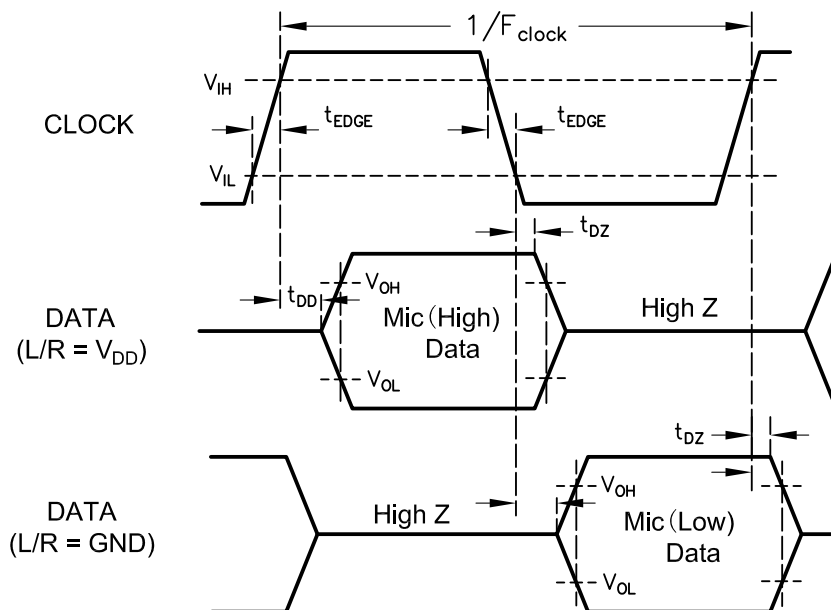 1/Fclock
VIH
CLOCK
tEDGE
tEDGE
VIL
tDZ
tDD
VOH
High Z
DATA
(L/R = VDD)
Mic(High)
Data
VOL
tDZ
DATA
(L/R = GND)
High Z
VOH
Mic(Low)
Data
VOL